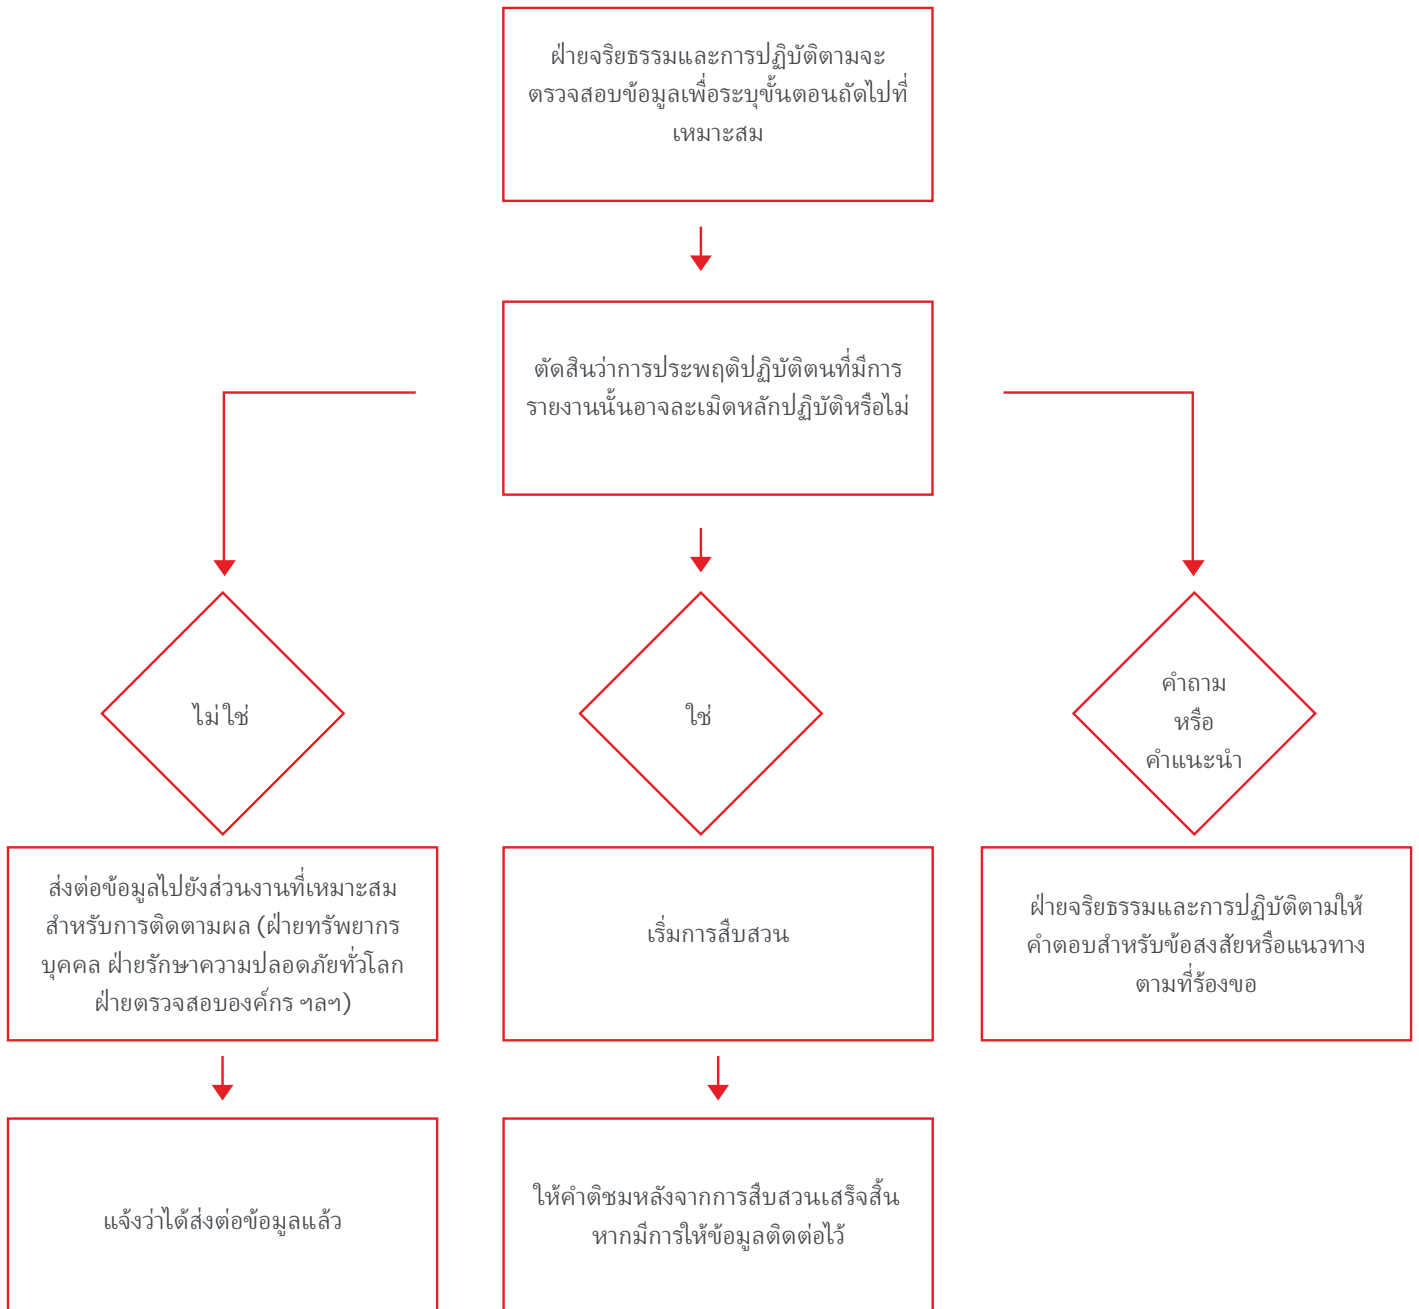 ฝ่ายจริยธรรมและการปฏิบัติตามจะ
ตรวจสอบข้อมูลเพื่อระบุขั้นตอนถัดไปที่
เหมาะสม
ตัดสินว่าการประพฤติปฏิบัติตนที่มีการ
รายงานนั้นอาจละเมิดหลักปฏิบัติหรือไม่
ไม่ใช่
ใช่
คำถาม
หรือ
คำแนะนำ
ส่งต่อข้อมูลไปยังส่วนงานที่เหมาะสม
สำหรับการติดตามผล (ฝ่ายทรัพยากร
บุคคล ฝ่ายรักษาความปลอดภัยทั่วโลก
ฝ่ายตรวจสอบองค์กร ฯลฯ)
เริ่มการสืบสวน
ฝ่ายจริยธรรมและการปฏิบัติตามให้
คำตอบสำหรับข้อสงสัยหรือแนวทาง
ตามที่ร้องขอ
แจ้งว่าได้ส่งต่อข้อมูลแล้ว
ให้คำติชมหลังจากการสืบสวนเสร็จสิ้น
หากมีการให้ข้อมูลติดต่อไว้